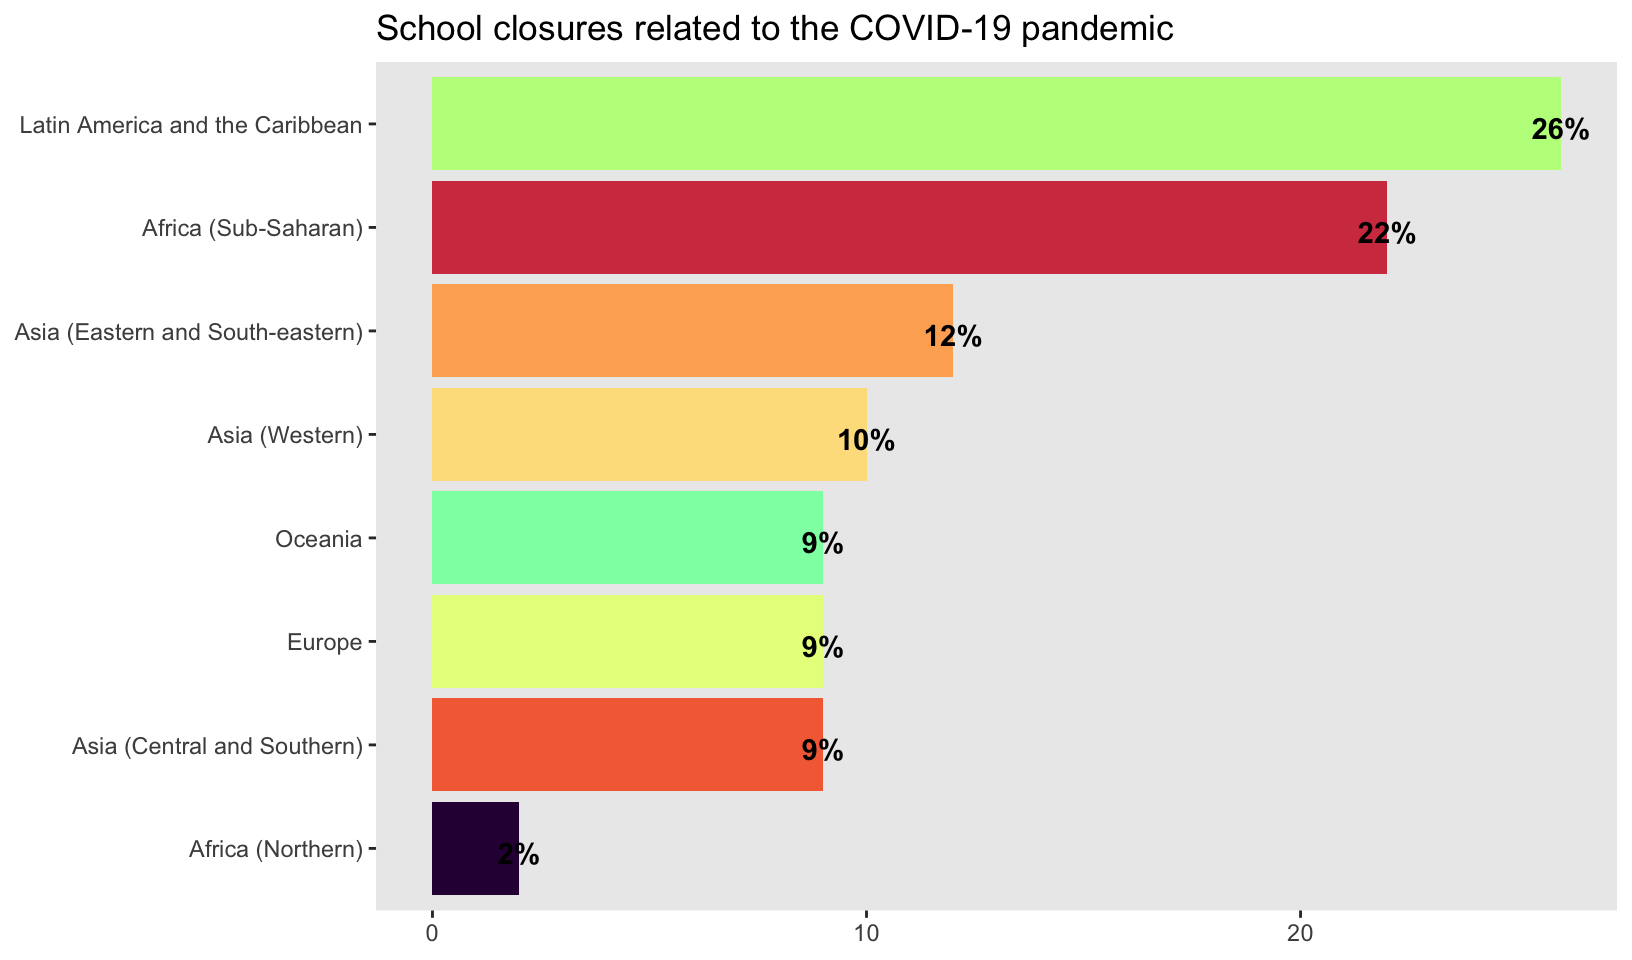 School closures related to the COVID-19 pandemic
Latin America and the Caribbean
26%
Africa (Sub-Saharan)
22%
Asia (Eastern and South-eastern)
12%
Asia (Western)
10%
Oceania
9%
Europe
9%
Asia (Central and Southern)
9%
Africa (Northern)
2%
0
10
20